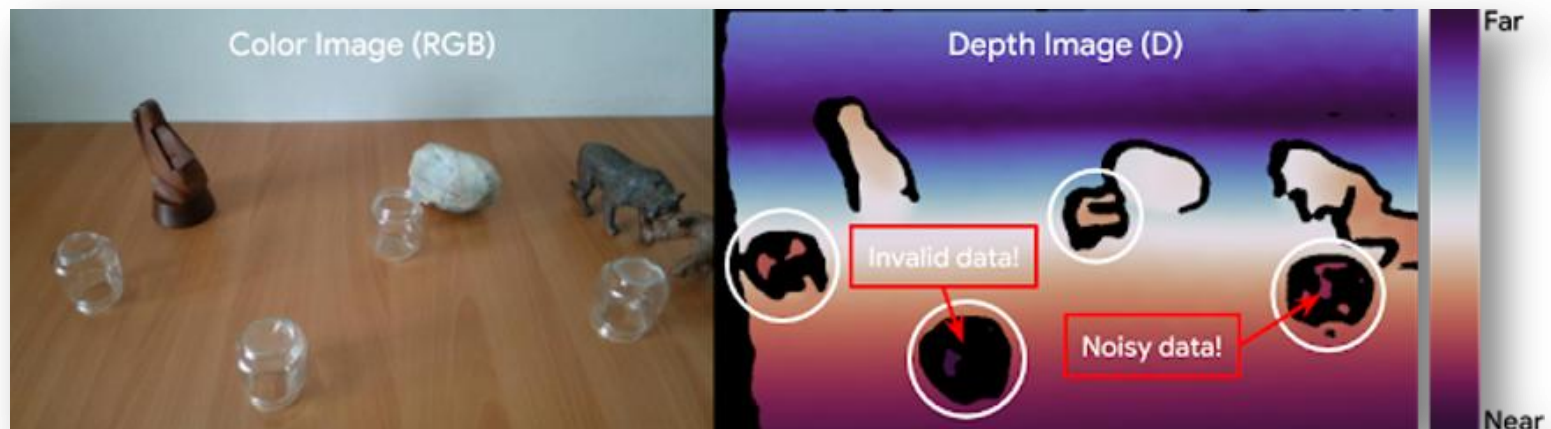 Color Image (RGB)
Depth Image (D)
Far
Invalid data!
Noisy data!
Near